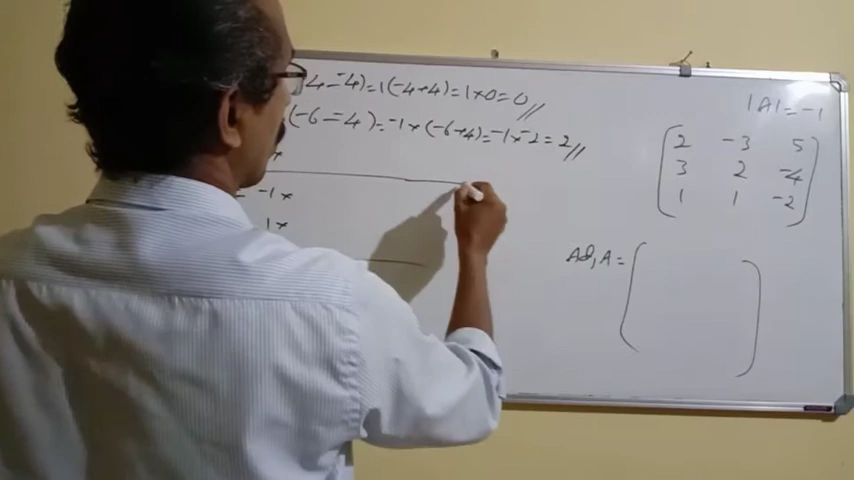 4--4)=1(-4+4)=1×0=0//
(-6--4)=-1×(-6+4)=-1×-2=2//
-1×
1×
|A|=-1
2 -3 5
3 2 -4
1 1 -2
Adj A=